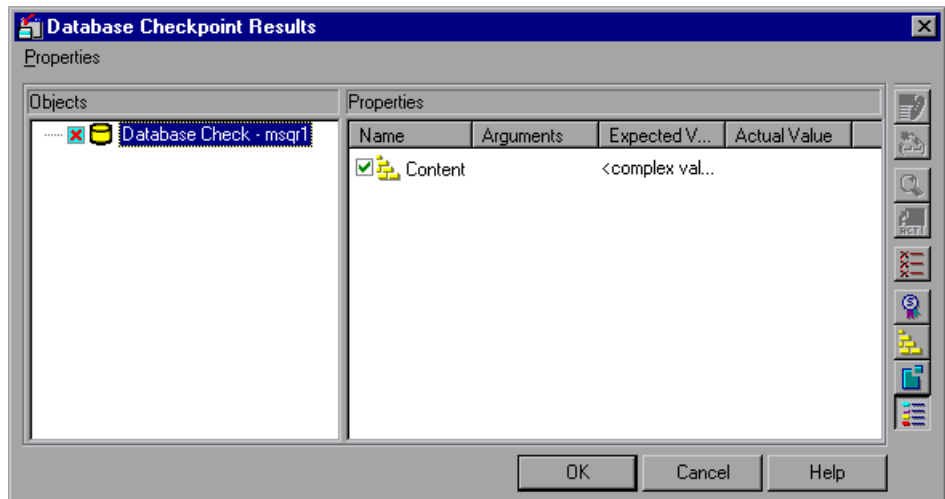 Database Checkpoint Results
Properties
Objects
Properties
Database Check - msqr1
Name Arguments Expected V... Actual Value
Content <complex val...
OK Cancel Help